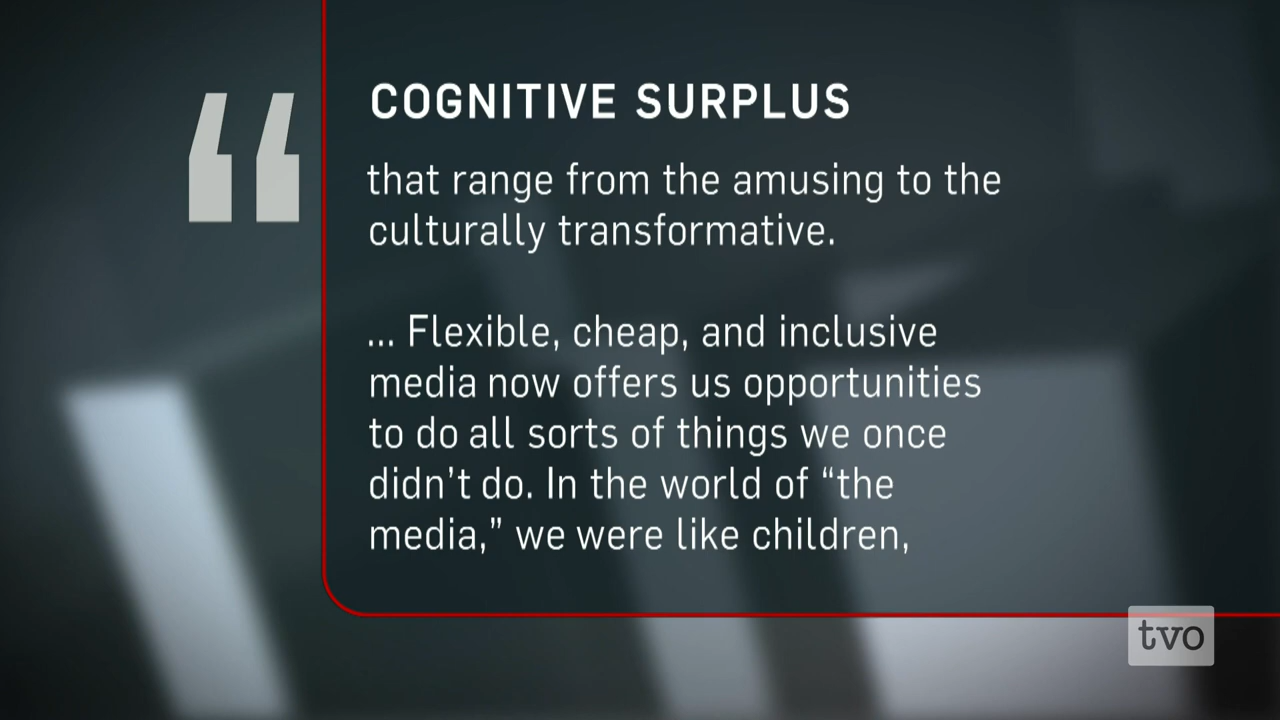 COGNITIVE SURPLUS
that range from the amusing to the
culturally transformative.
... Flexible, cheap, and inclusive
media now offers us opportunities
to do all sorts of things we once
didn't do. In the world of “the
media,” we were like children,
tvo